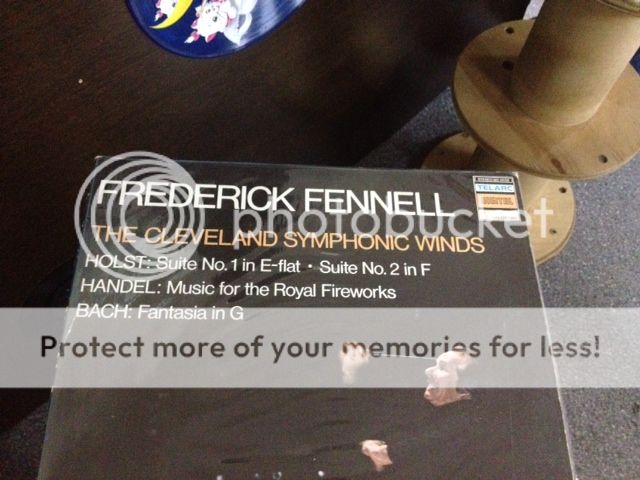 FREDERICK FENNELL
TELARC
DIGITAL
photobucket
THE CLEVELAND SYMPHONIC WINDS
HOLST: Suite No. 1 in E-flat · Suite No. 2 in F
HANDEL: Music for the Royal Fireworks
BACH: Fantasia in G
Protect more of your memories for less!